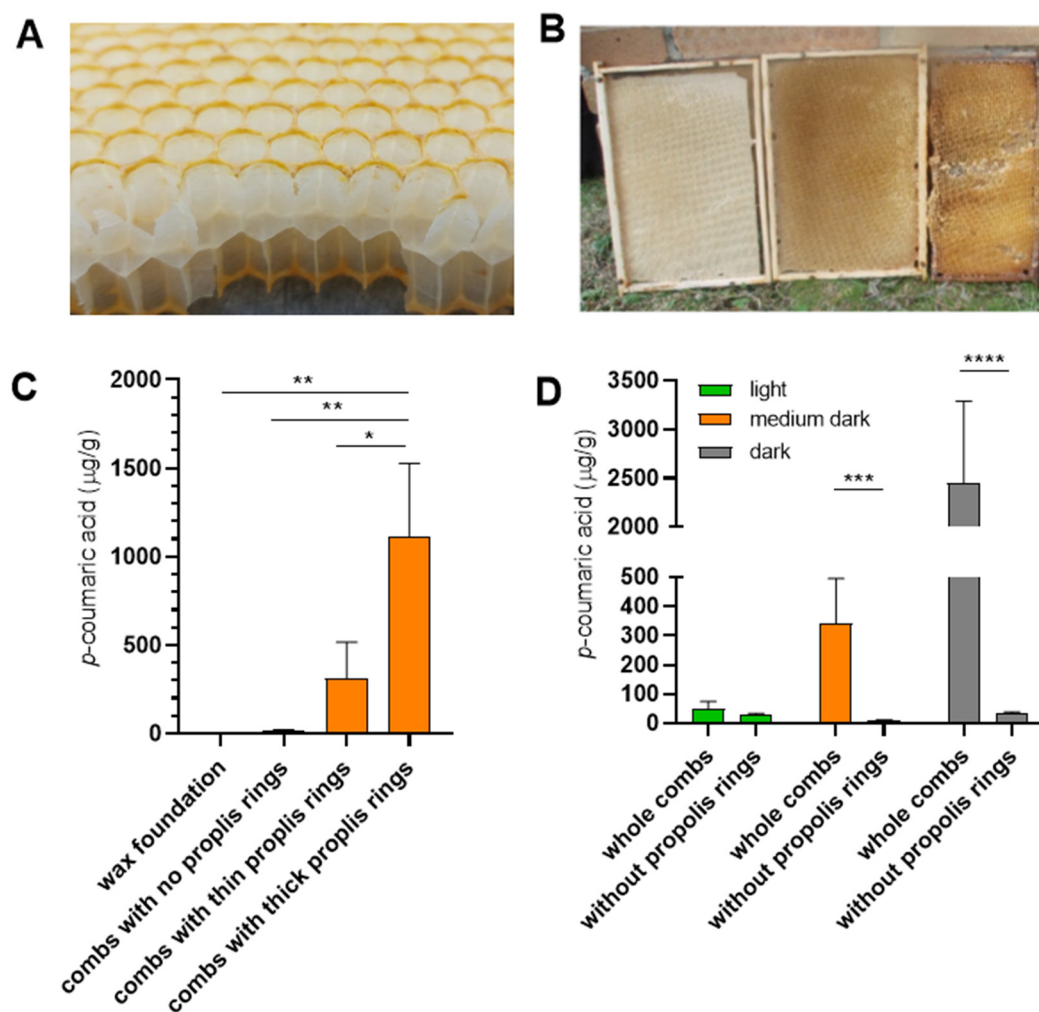 A
B
C
p-coumaric acid (µg/g)
2000
1500
1000
500
0
**
**
*
wax foundation
combs with no proplis rings
combs with thin proplis rings
combs with thick proplis rings
D
p-coumaric acid (µg/g)
3500
3000
2500
2000
500
400
300
200
100
0
light
medium dark
dark
***
****
whole combs
without propolis rings
whole combs
without propolis rings
whole combs
without propolis rings